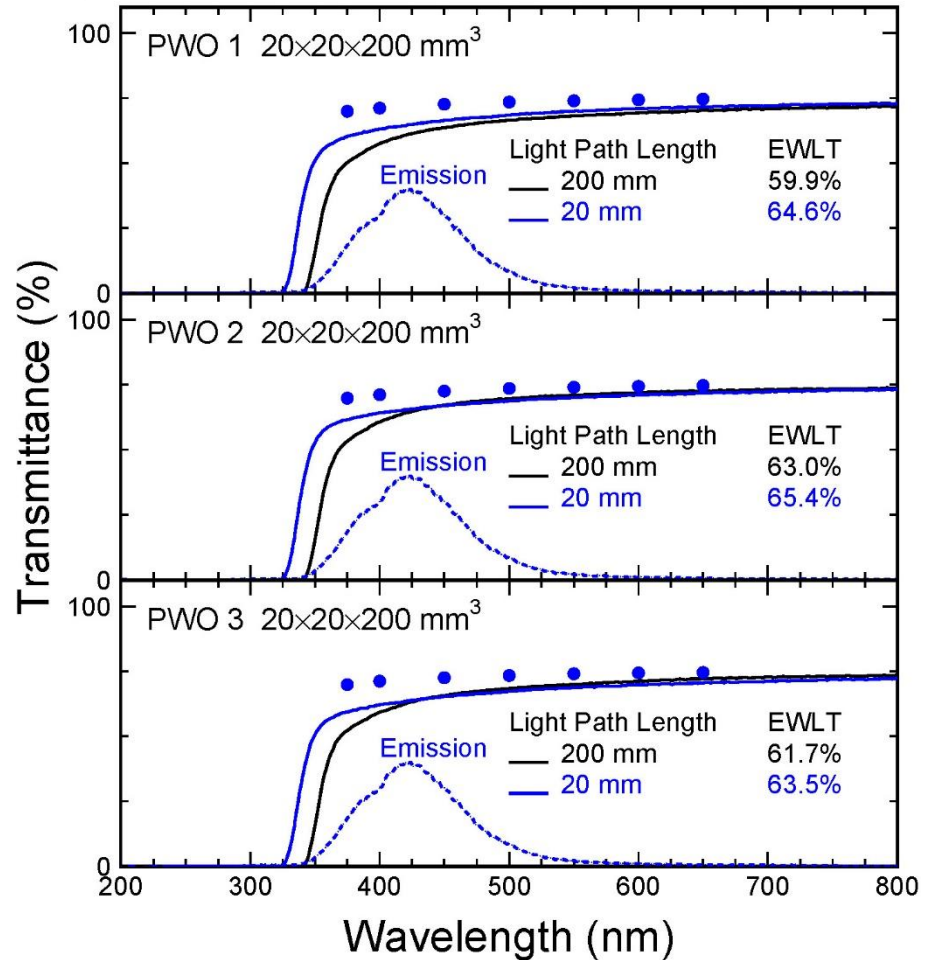 Transmittance (%)
100
PWO 1 20×20×200 mm³
Light Path Length EWLT
Emission
200 mm 59.9%
20 mm 64.6%
0
100
PWO 2 20×20×200 mm³
Light Path Length EWLT
Emission
200 mm 63.0%
20 mm 65.4%
0
100
PWO 3 20×20×200 mm³
Light Path Length EWLT
Emission
200 mm 61.7%
20 mm 63.5%
0
200 300 400 500 600 700 800
Wavelength (nm)